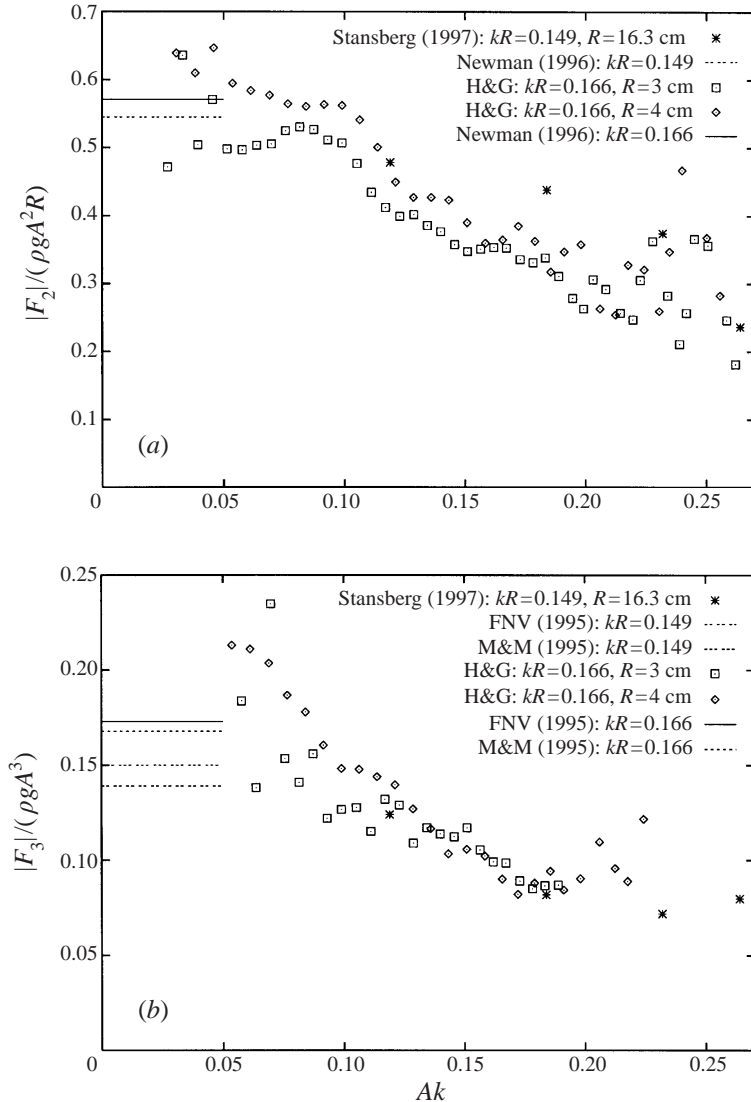 0.7
Stansberg (1997): kR=0.149, R=16.3 cm
Newman (1996): kR=0.149
H&G: kR=0.166, R=3 cm
H&G: kR=0.166, R=4 cm
Newman (1996): kR=0.166
0.6
0.5
0.4
0.3
0.2
0.1
|F₂|/(ρgA²R)
(a)
0 0.05 0.10 0.15 0.20 0.25
0.25
Stansberg (1997): kR=0.149, R=16.3 cm
FNV (1995): kR=0.149
M&M (1995): kR=0.149
H&G: kR=0.166, R=3 cm
H&G: kR=0.166, R=4 cm
FNV (1995): kR=0.166
M&M (1995): kR=0.166
0.20
0.15
0.10
0.05
|F₃|/(ρgA³)
(b)
0 0.05 0.10 0.15 0.20 0.25
Ak